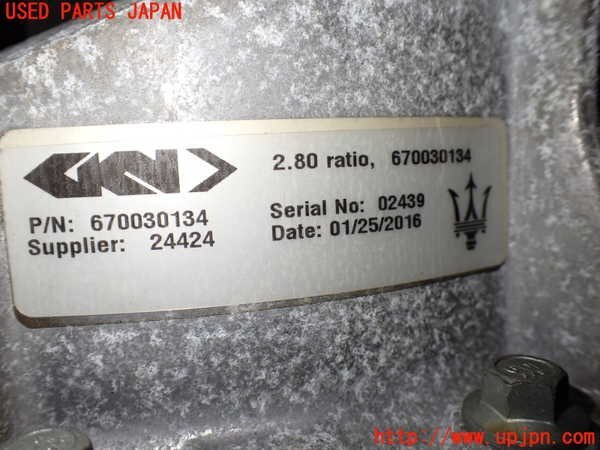 USED PARTS JAPAN
GKN
2.80 ratio, 670030134
P/N: 670030134
Supplier: 24424
Serial No: 02439
Date: 01/25/2016
http://www.upjpn.com/